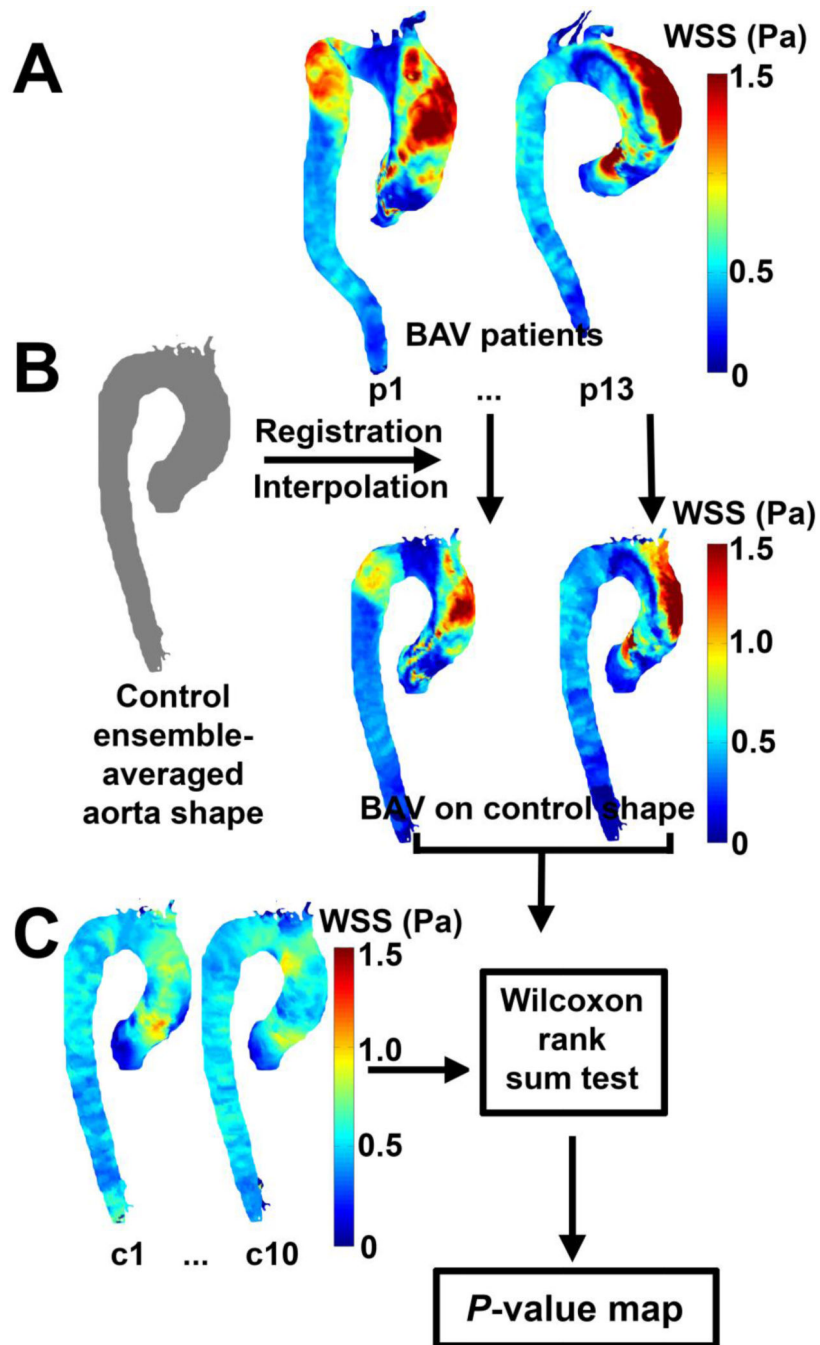 A
WSS (Pa)
1.5
0.5
0
BAV patients
p1 ... p13
B
Registration
Interpolation
WSS (Pa)
1.5
1.0
0.5
0
Control
ensemble-
averaged
aorta shape
BAV on control shape
C
WSS (Pa)
1.5
1.0
0.5
0
c1 ... c10
Wilcoxon
rank
sum test
P-value map